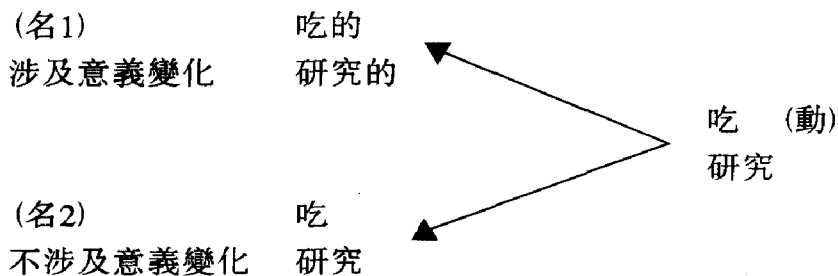 (名1) 吃的
涉及意義變化 研究的
吃 (動)
研究
(名2) 吃
不涉及意義變化 研究